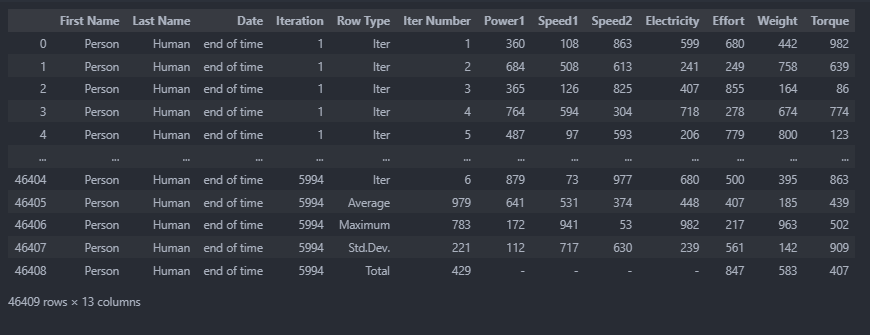 First Name Last Name Date Iteration Row Type Iter Number Power1 Speed1 Speed2 Electricity Effort Weight Torque
0 Person Human end of time 1 Iter 1 360 108 863 599 680 442 982
1 Person Human end of time 1 Iter 2 684 508 613 241 249 758 639
2 Person Human end of time 1 Iter 3 365 126 825 407 855 164 86
3 Person Human end of time 1 Iter 4 764 594 304 718 278 674 774
4 Person Human end of time 1 Iter 5 487 97 593 206 779 800 123
... ... ... ... ... ... ... ... ... ... ... ... ... ...
46404 Person Human end of time 5994 Iter 6 879 73 977 680 500 395 863
46405 Person Human end of time 5994 Average 979 641 531 374 448 407 185 439
46406 Person Human end of time 5994 Maximum 783 172 941 53 982 217 963 502
46407 Person Human end of time 5994 Std.Dev. 221 112 717 630 239 561 142 909
46408 Person Human end of time 5994 Total 429 - - - - 847 583 407
46409 rows × 13 columns